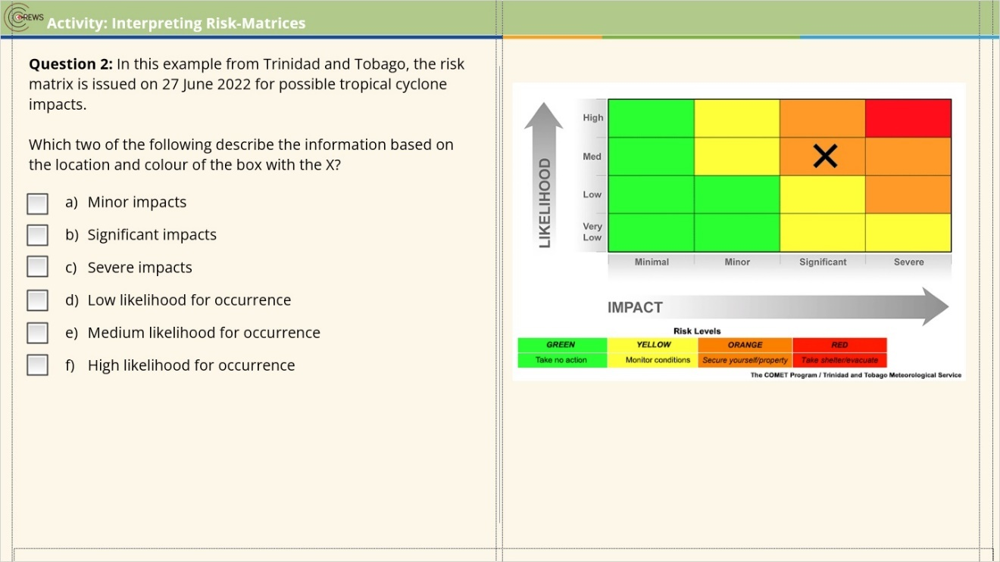 CREWS
Activity: Interpreting Risk-Matrices
Question 2: In this example from Trinidad and Tobago, the risk
matrix is issued on 27 June 2022 for possible tropical cyclone
impacts.
Which two of the following describe the information based on
the location and colour of the box with the X?
a) Minor impacts
b) Significant impacts
c) Severe impacts
d) Low likelihood for occurrence
e) Medium likelihood for occurrence
f) High likelihood for occurrence
LIKELIHOOD
High
Med
Low
Very
Low
X
Minimal Minor Significant Severe
IMPACT
Risk Levels
GREEN YELLOW ORANGE RED
Take no action Monitor conditions Secure yourself/property Take shelter/evacuate
The COMET Program / Trinidad and Tobago Meteorological Service